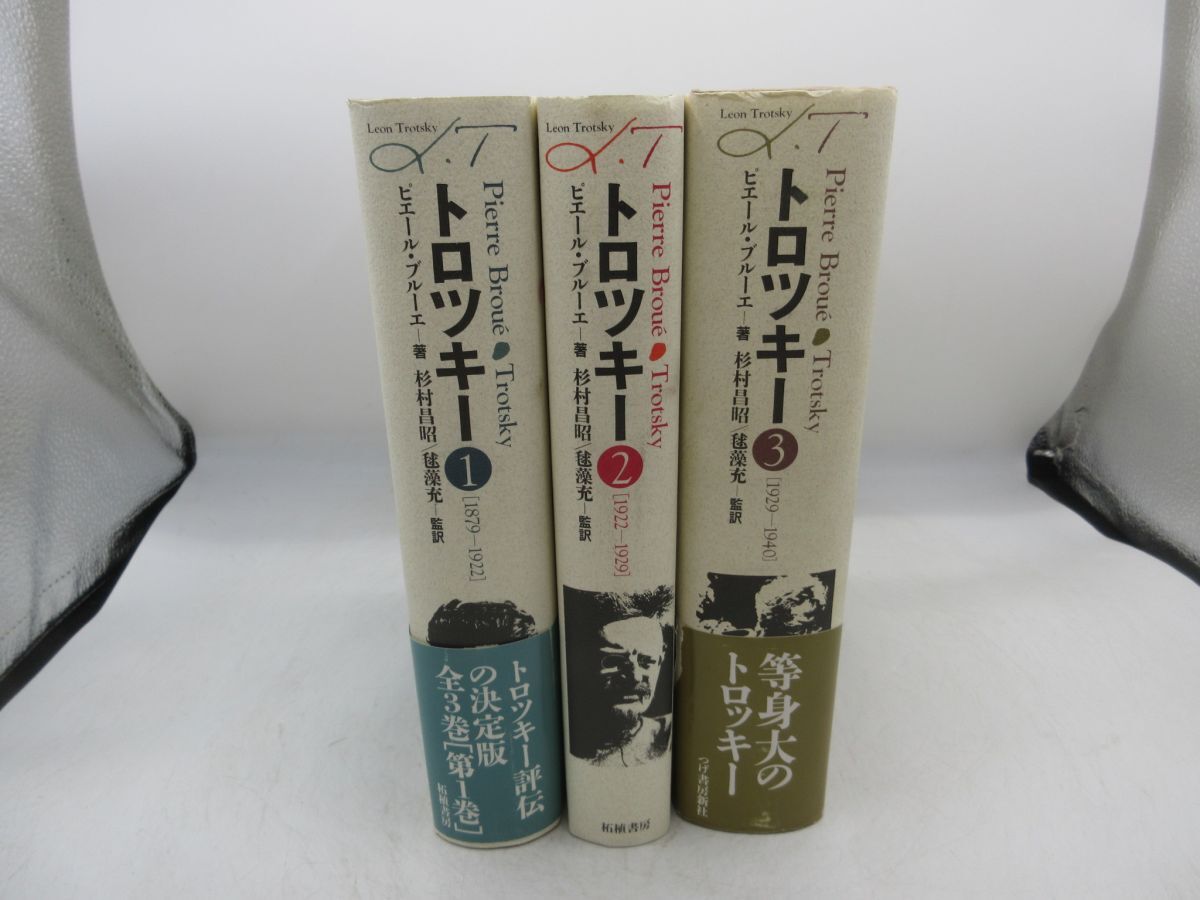 Leon Trotsky
L.T.
Pierre Broué・Trotsky
トロツキー 1 [1879—1922]
ピエール・ブルーエ—著 杉村昌昭/毬藻充—監訳
トロツキー評伝
の決定版
—全3巻[第1巻]
柘植書房
Leon Trotsky
L.T.
Pierre Broué・Trotsky
トロツキー 2 [1922—1929]
ピエール・ブルーエ—著 杉村昌昭/毬藻充—監訳
柘植書房
Leon Trotsky
L.T.
Pierre Broué・Trotsky
トロツキー 3 [1929—1940]
ピエール・ブルーエ—著 杉村昌昭/毬藻充 監訳
等身大の
トロツキー
つげ書房新社